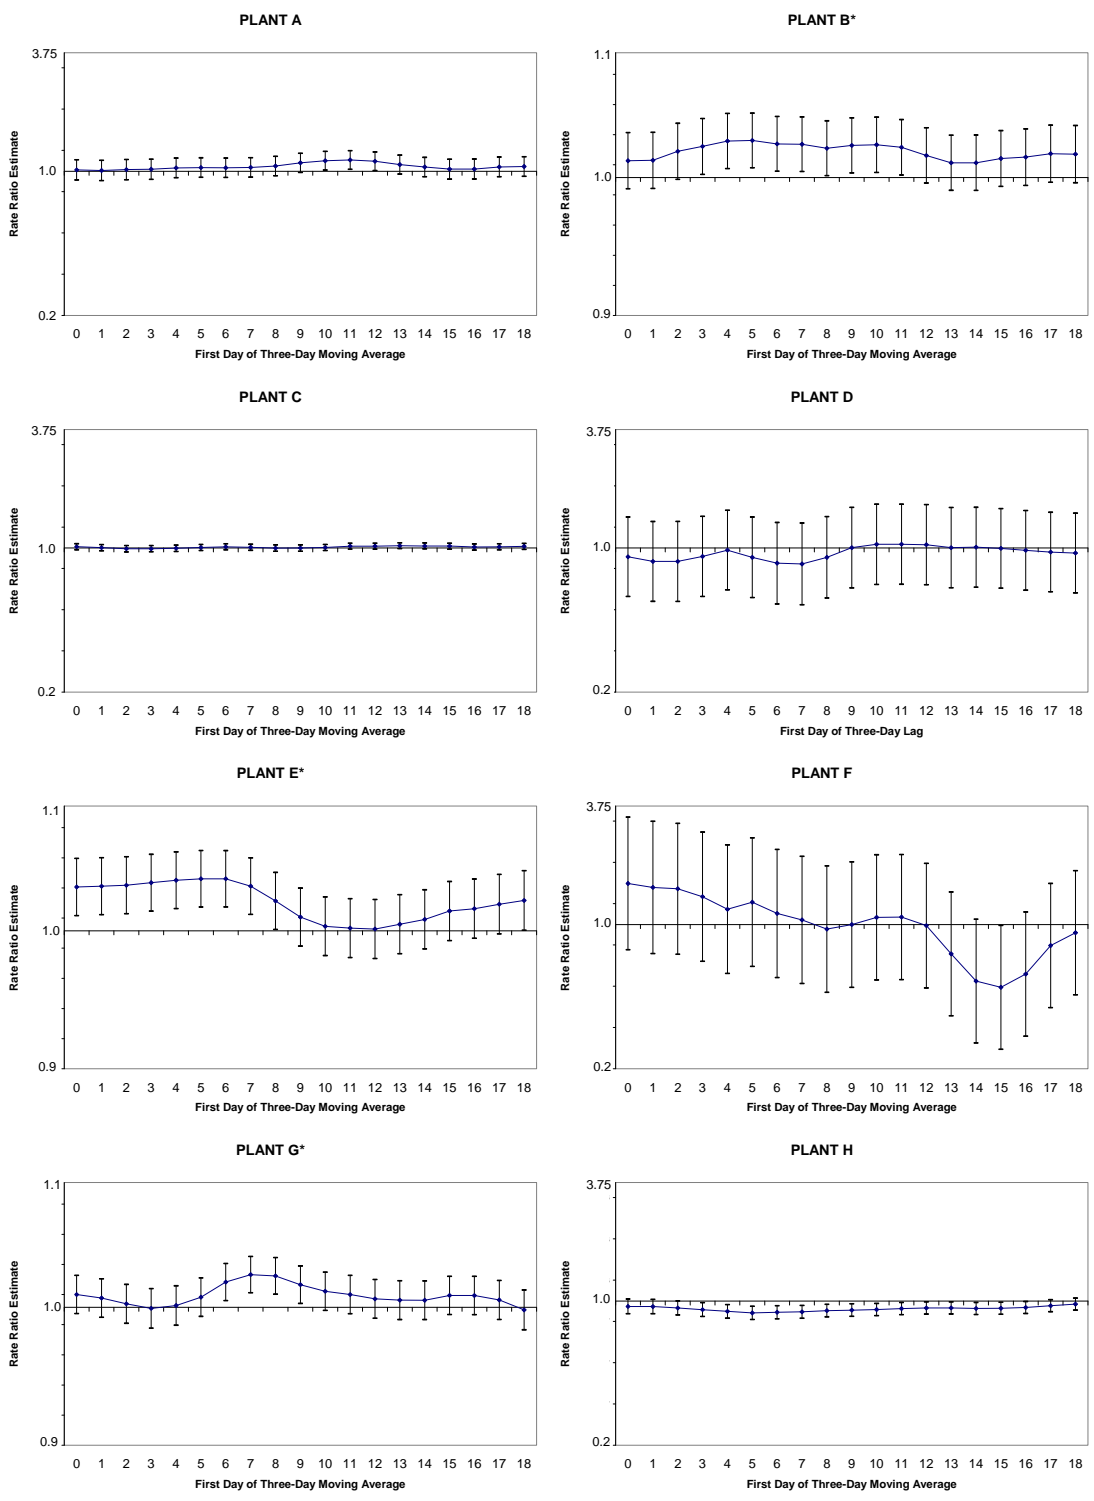 PLANT A
3.75
1.0
0.2
Rate Ratio Estimate
0 1 2 3 4 5 6 7 8 9 10 11 12 13 14 15 16 17 18
First Day of Three-Day Moving Average
PLANT B*
1.1
1.0
0.9
Rate Ratio Estimate
0 1 2 3 4 5 6 7 8 9 10 11 12 13 14 15 16 17 18
First Day of Three-Day Moving Average
PLANT C
3.75
1.0
0.2
Rate Ratio Estimate
0 1 2 3 4 5 6 7 8 9 10 11 12 13 14 15 16 17 18
First Day of Three-Day Moving Average
PLANT D
3.75
1.0
0.2
Rate Ratio Estimate
0 1 2 3 4 5 6 7 8 9 10 11 12 13 14 15 16 17 18
First Day of Three-Day Lag
PLANT E*
1.1
1.0
0.9
Rate Ratio Estimate
0 1 2 3 4 5 6 7 8 9 10 11 12 13 14 15 16 17 18
First Day of Three-Day Moving Average
PLANT F
3.75
1.0
0.2
Rate Ratio Estimate
0 1 2 3 4 5 6 7 8 9 10 11 12 13 14 15 16 17 18
First Day of Three-Day Moving Average
PLANT G*
1.1
1.0
0.9
Rate Ratio Estimate
0 1 2 3 4 5 6 7 8 9 10 11 12 13 14 15 16 17 18
First Day of Three-Day Moving Average
PLANT H
3.75
1.0
0.2
Rate Ratio Estimate
0 1 2 3 4 5 6 7 8 9 10 11 12 13 14 15 16 17 18
First Day of Three-Day Moving Average